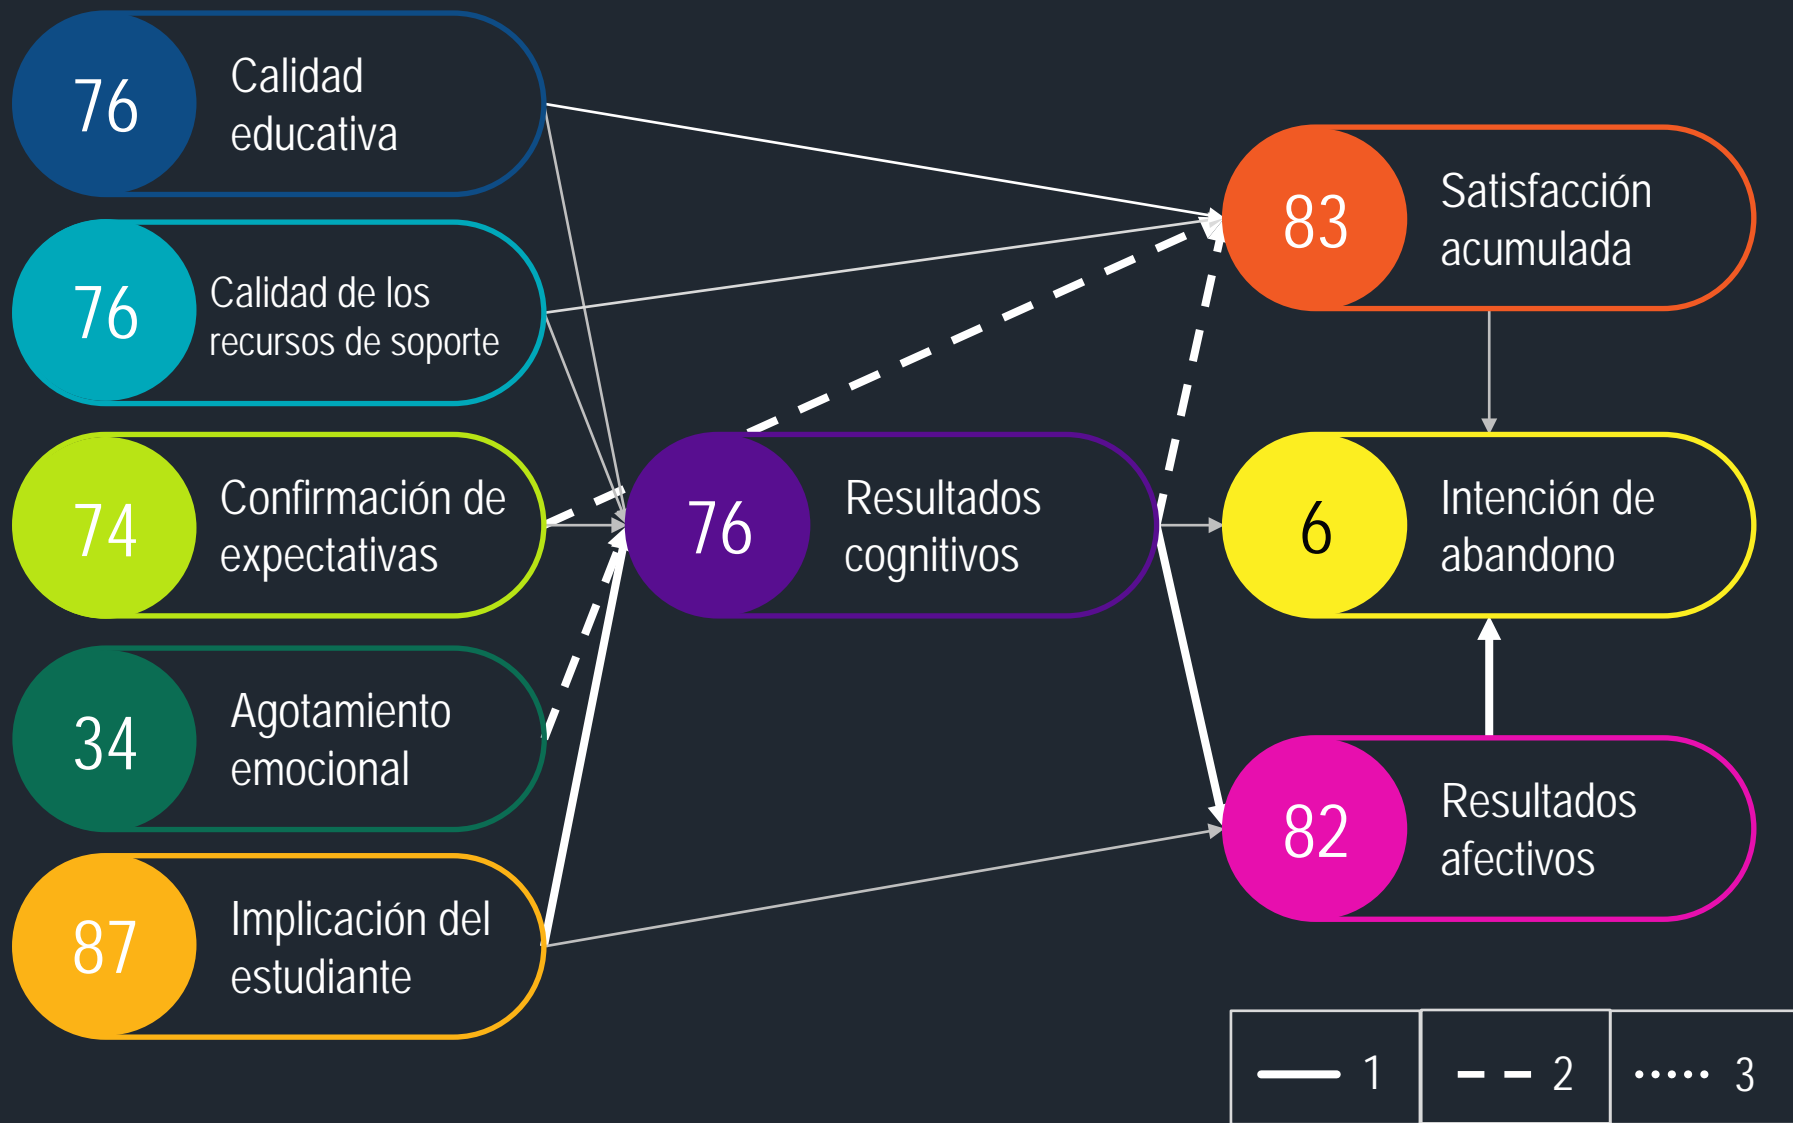 76
Calidad
educativa
76
Calidad de los
recursos de soporte
74
Confirmación de
expectativas
34
Agotamiento
emocional
87
Implicación del
estudiante
76
Resultados
cognitivos
83
Satisfacción
acumulada
6
Intención de
abandono
82
Resultados
afectivos
1
2
3